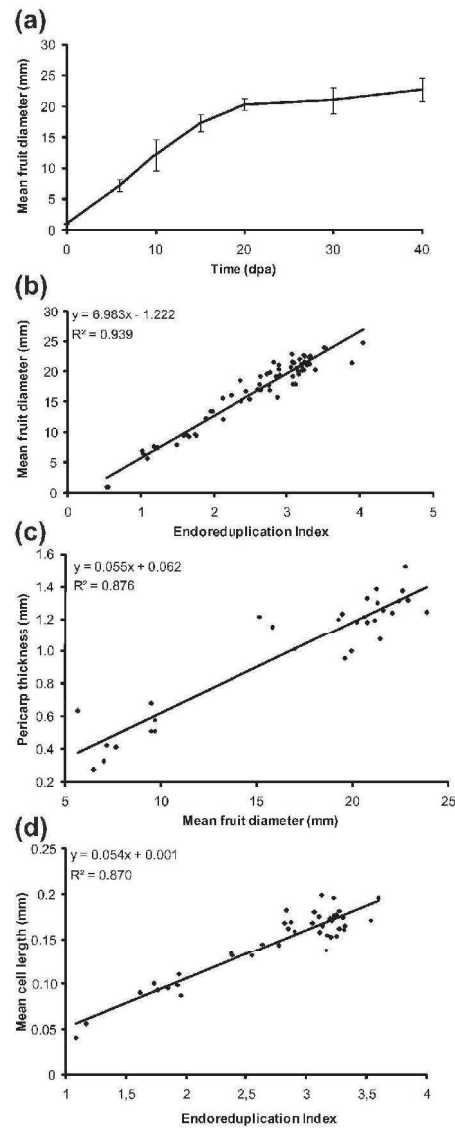 (a)
30
25
20
15
10
5
0
Mean fruit diameter (mm)
0 10 20 30 40
Time (dpa)
(b)
y = 6.983x - 1.222
R² = 0.939
30
25
20
15
10
5
0
Mean fruit diameter (mm)
0 1 2 3 4 5
Endoreduplication Index
(c)
y = 0.055x + 0.062
R² = 0.876
1.6
1.4
1.2
1.0
0.8
0.6
0.4
0.2
Pericarp thickness (mm)
5 10 15 20 25
Mean fruit diameter (mm)
(d)
y = 0.054x + 0.001
R² = 0.870
0.25
0.2
0.15
0.10
0.05
0
Mean cell length (mm)
1 1,5 2 2,5 3 3,5 4
Endoreduplication Index